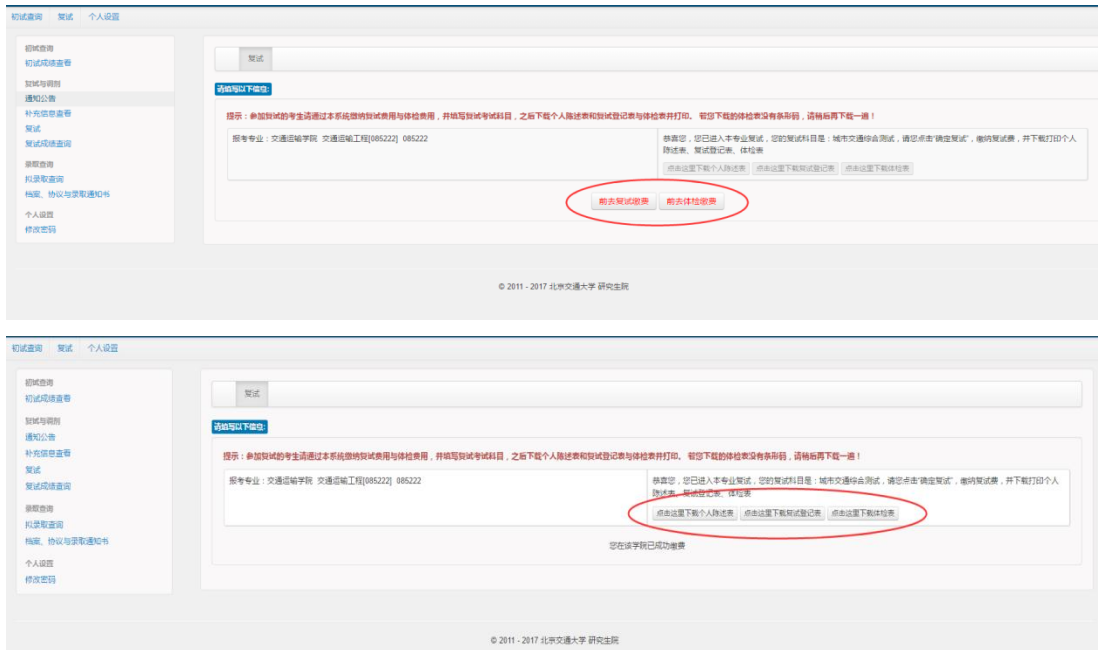 初试查询 复试 个人设置
初试查询
初试成绩查看
复试与调剂
通知公告
补充信息查看
复试
复试成绩查询
录取查询
拟录取查询
档案、协议与录取通知书
个人设置
修改密码
复试
请填写以下信息:
提示：参加复试的考生请通过本系统缴纳复试费用与体检费用，并填写复试考试科目，之后下载个人陈述表和复试登记表与体检表并打印。 若您下载的体检表没有条形码，请稍后再下载一遍！
报考专业：交通运输学院 交通运输工程[085222] 085222
恭喜您，您已进入本专业复试，您的复试科目是：城市交通综合测试，请您点击"确定复试"，缴纳复试费，并下载打印个人
陈述表、复试登记表、体检表
点击这里下载个人陈述表 点击这里下载复试登记表 点击这里下载体检表
前去复试缴费 前去体检缴费
© 2011 - 2017 北京交通大学 研究生院
初试查询 复试 个人设置
初试查询
初试成绩查看
复试与调剂
通知公告
补充信息查看
复试
复试成绩查询
录取查询
拟录取查询
档案、协议与录取通知书
个人设置
修改密码
复试
请填写以下信息:
提示：参加复试的考生请通过本系统缴纳复试费用与体检费用，并填写复试考试科目，之后下载个人陈述表和复试登记表与体检表并打印。 若您下载的体检表没有条形码，请稍后再下载一遍！
报考专业：交通运输学院 交通运输工程[085222] 085222
恭喜您，您已进入本专业复试，您的复试科目是：城市交通综合测试，请您点击"确定复试"，缴纳复试费，并下载打印个人
陈述表、复试登记表、体检表
点击这里下载个人陈述表 点击这里下载复试登记表 点击这里下载体检表
您在该学院已成功缴费
© 2011 - 2017 北京交通大学 研究生院